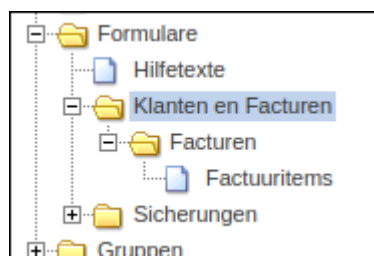 Formulare
Hilfetexte
Klanten en Facturen
Facturen
Factuuritems
Sicherungen
Gruppen